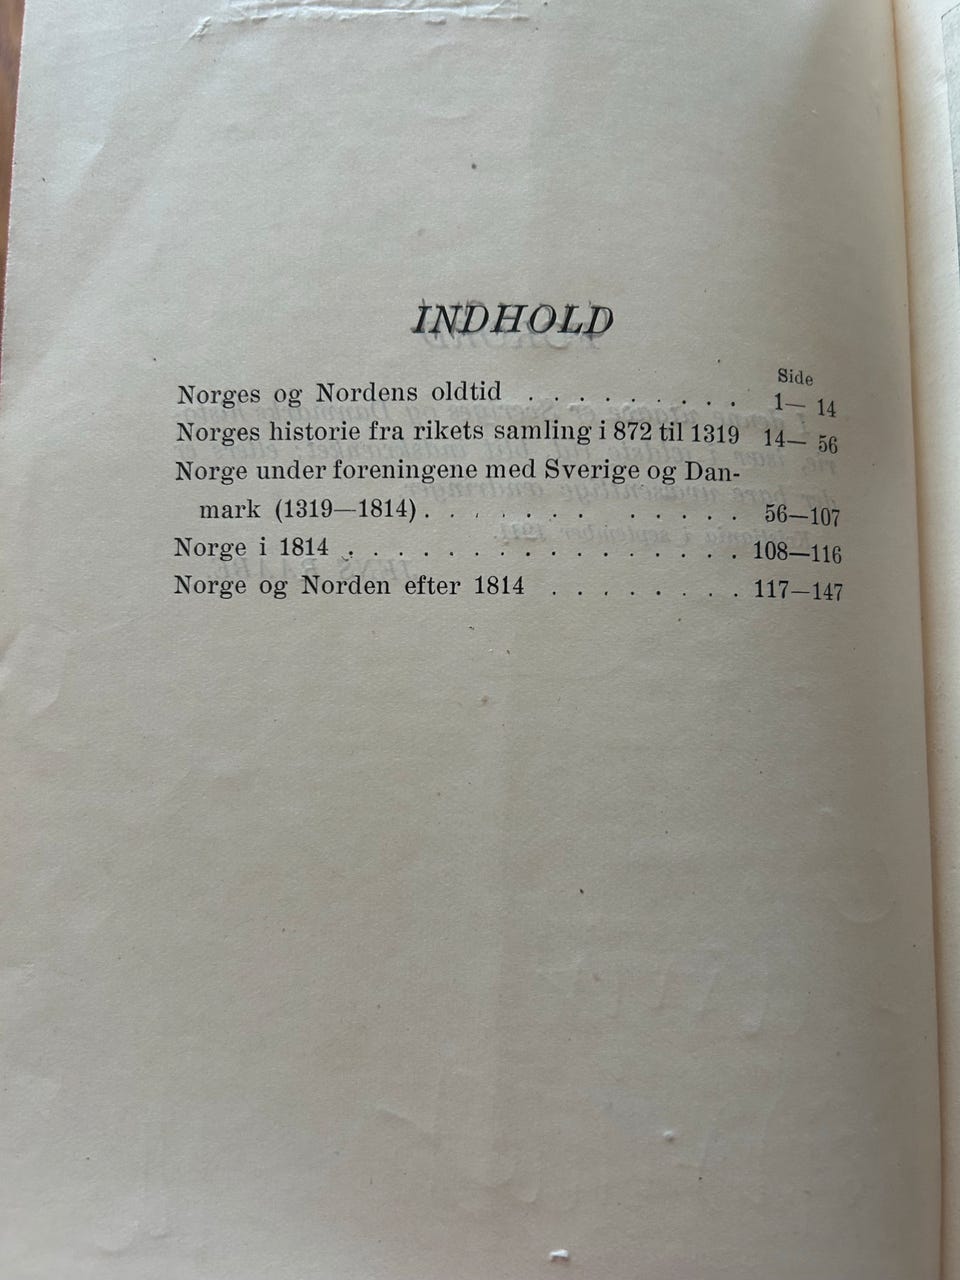 INDHOLD
Side
Norges og Nordens oldtid . . . . . . . . . 1— 14
Norges historie fra rikets samling i 872 til 1319 14— 56
Norge under foreningene med Sverige og Dan-
mark (1319—1814) . . . . . . . . . . . 56—107
Norge i 1814 . . . . . . . . . . . . . . . . 108—116
Norge og Norden efter 1814 . . . . . . . . 117—147